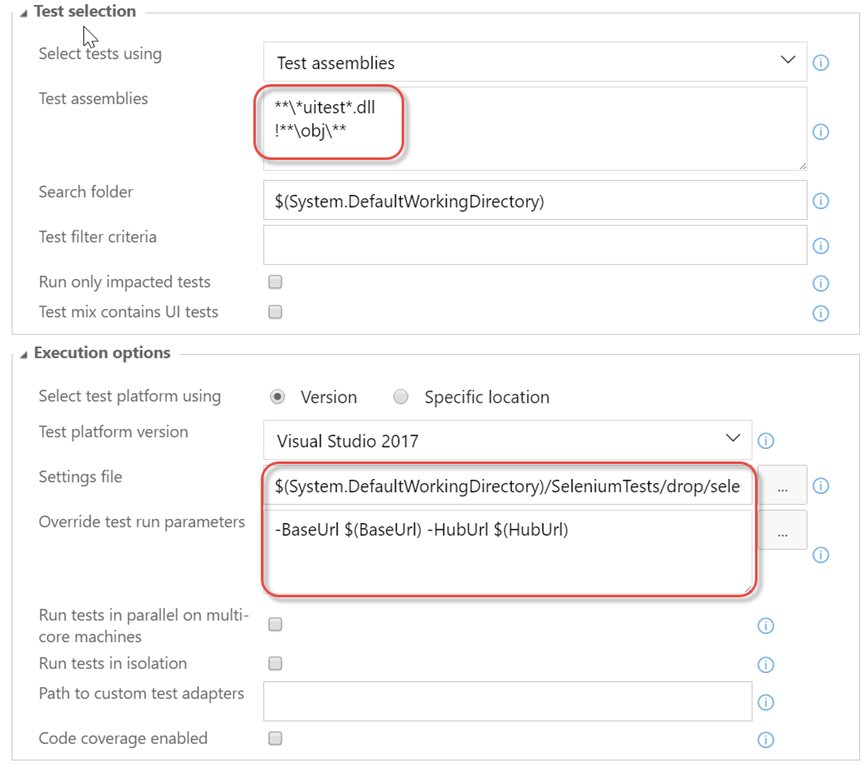 Test selection
Select tests using
Test assemblies
Test assemblies
**\*uitest*.dll
!**\obj\**
Search folder
$(System.DefaultWorkingDirectory)
Test filter criteria
Run only impacted tests
Test mix contains UI tests
Execution options
Select test platform using
Version
Specific location
Test platform version
Visual Studio 2017
Settings file
$(System.DefaultWorkingDirectory)/SeleniumTests/drop/sele
...
Override test run parameters
-BaseUrl $(BaseUrl) -HubUrl $(HubUrl)
...
Run tests in parallel on multi-
core machines
Run tests in isolation
Path to custom test adapters
Code coverage enabled